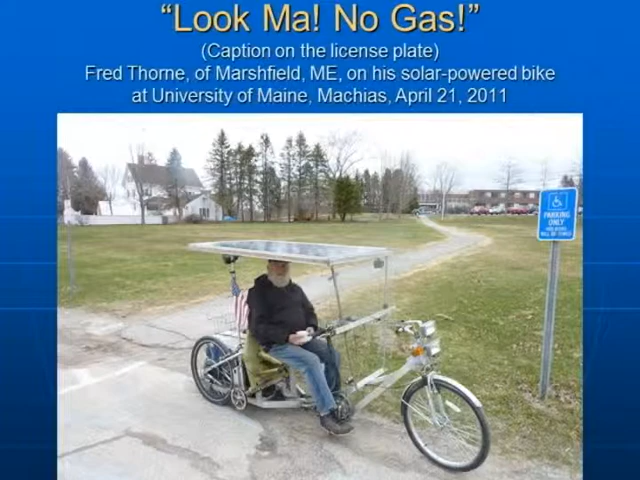 “Look Ma! No Gas!”
(Caption on the license plate)
Fred Thorne, of Marshfield, ME, on his solar-powered bike
at University of Maine, Machias, April 21, 2011
PARKING
ONLY